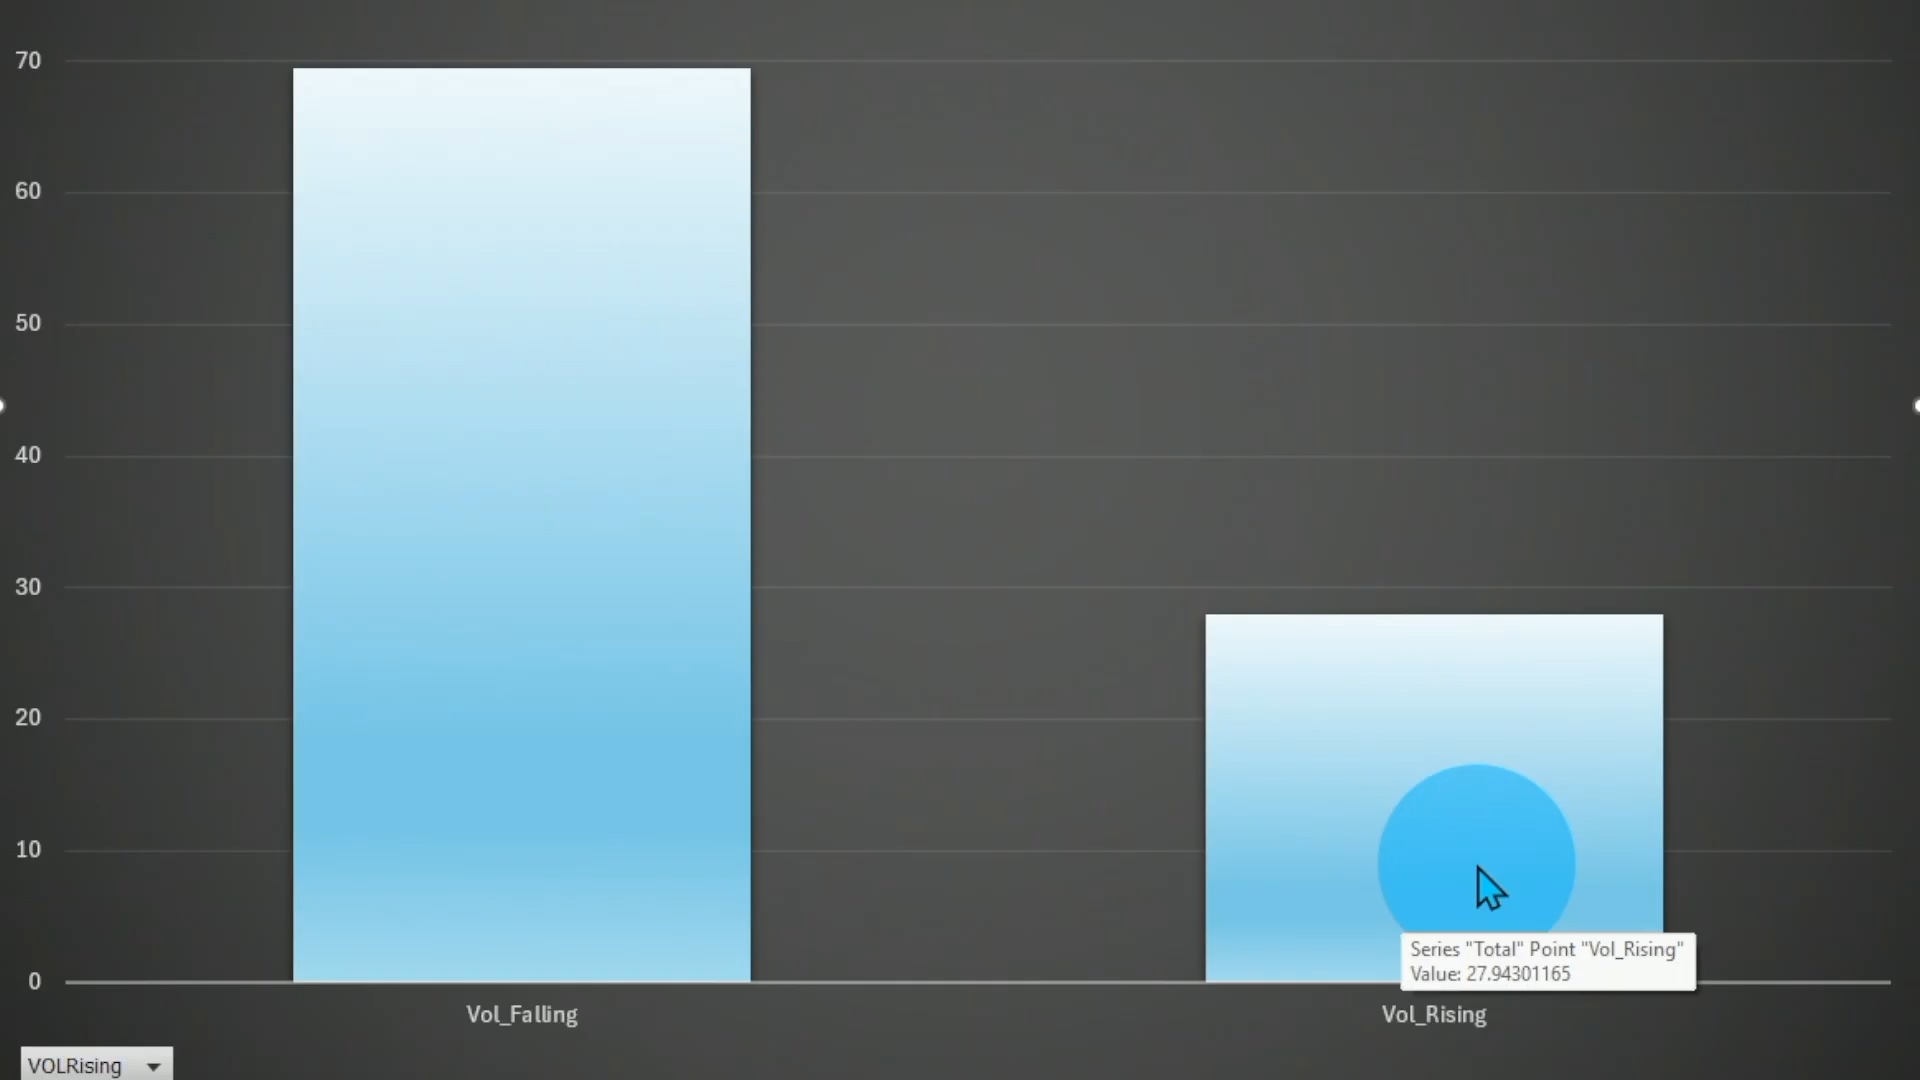 70
60
50
40
30
20
10
0
Series "Total" Point "Vol_Rising"
Value: 27.94301165
Vol_Falling
Vol_Rising
VOLRising